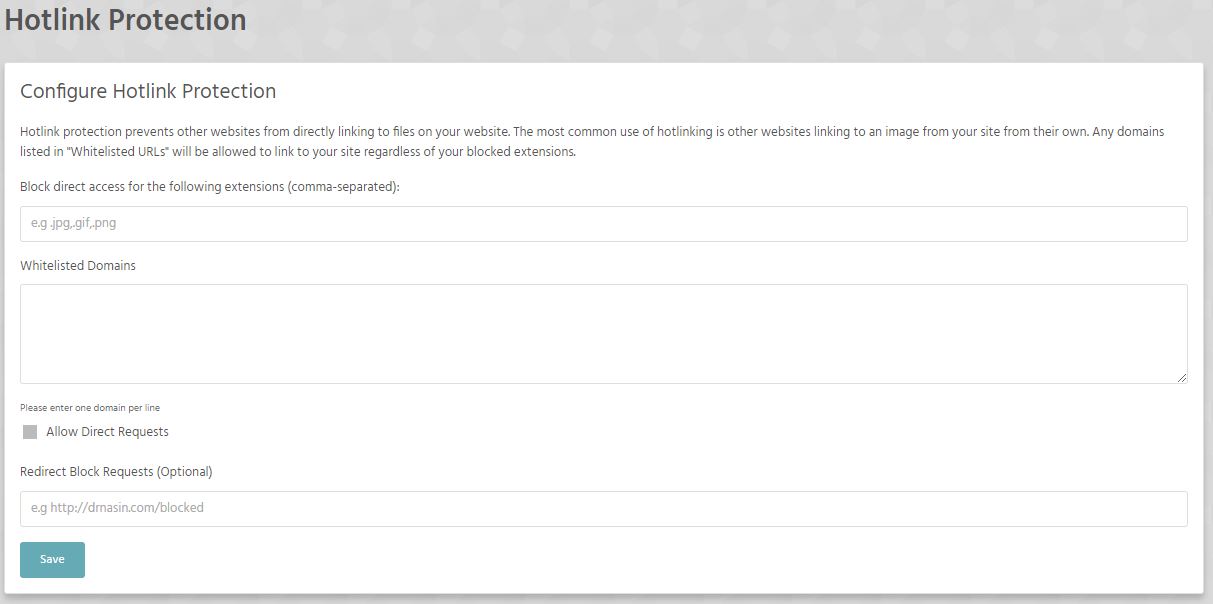 Hotlink Protection
Configure Hotlink Protection
Hotlink protection prevents other websites from directly linking to files on your website. The most common use of hotlinking is other websites linking to an image from your site from their own. Any domains
listed in "Whitelisted URLs" will be allowed to link to your site regardless of your blocked extensions.
Block direct access for the following extensions (comma-separated):
e.g .jpg,.gif,.png
Whitelisted Domains
Please enter one domain per line
Allow Direct Requests
Redirect Block Requests (Optional)
e.g http://drnasin.com/blocked
Save